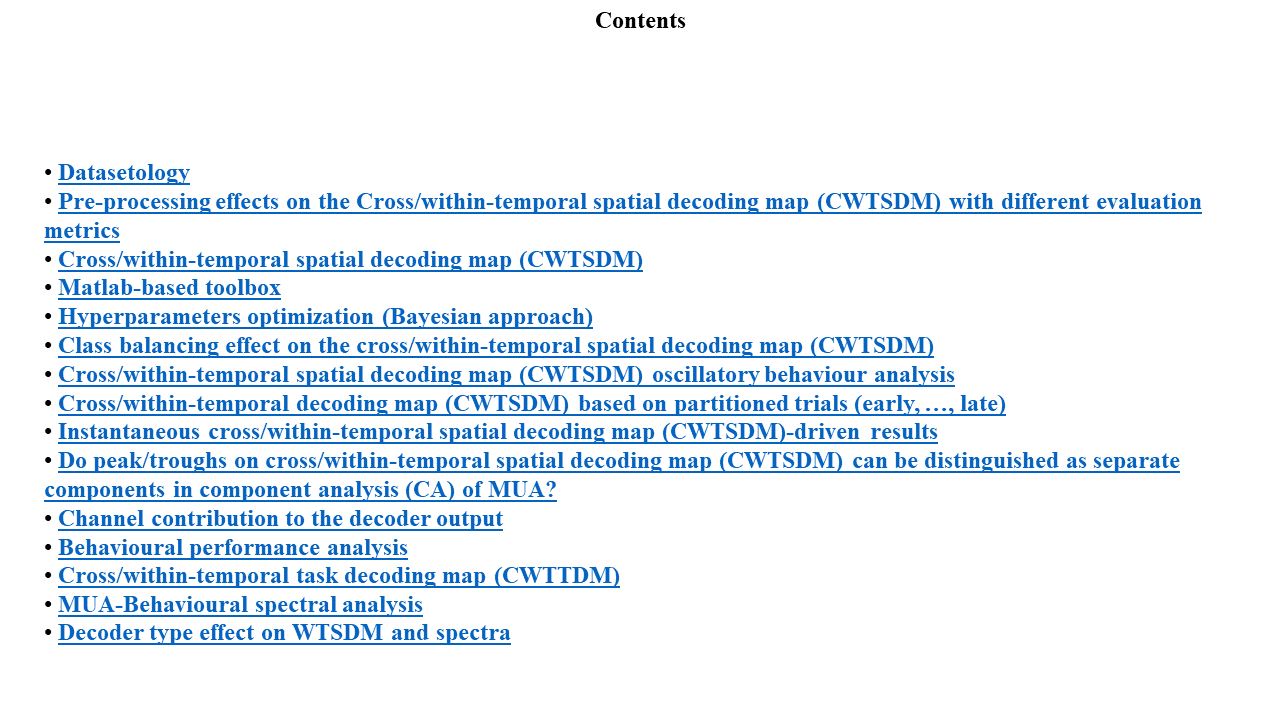 Contents
• Datasetology
• Pre-processing effects on the Cross/within-temporal spatial decoding map (CWTSDM) with different evaluation
metrics
• Cross/within-temporal spatial decoding map (CWTSDM)
• Matlab-based toolbox
• Hyperparameters optimization (Bayesian approach)
• Class balancing effect on the cross/within-temporal spatial decoding map (CWTSDM)
• Cross/within-temporal spatial decoding map (CWTSDM) oscillatory behaviour analysis
• Cross/within-temporal decoding map (CWTSDM) based on partitioned trials (early, …, late)
• Instantaneous cross/within-temporal spatial decoding map (CWTSDM)-driven results
• Do peak/troughs on cross/within-temporal spatial decoding map (CWTSDM) can be distinguished as separate
components in component analysis (CA) of MUA?
• Channel contribution to the decoder output
• Behavioural performance analysis
• Cross/within-temporal task decoding map (CWTTDM)
• MUA-Behavioural spectral analysis
• Decoder type effect on WTSDM and spectra